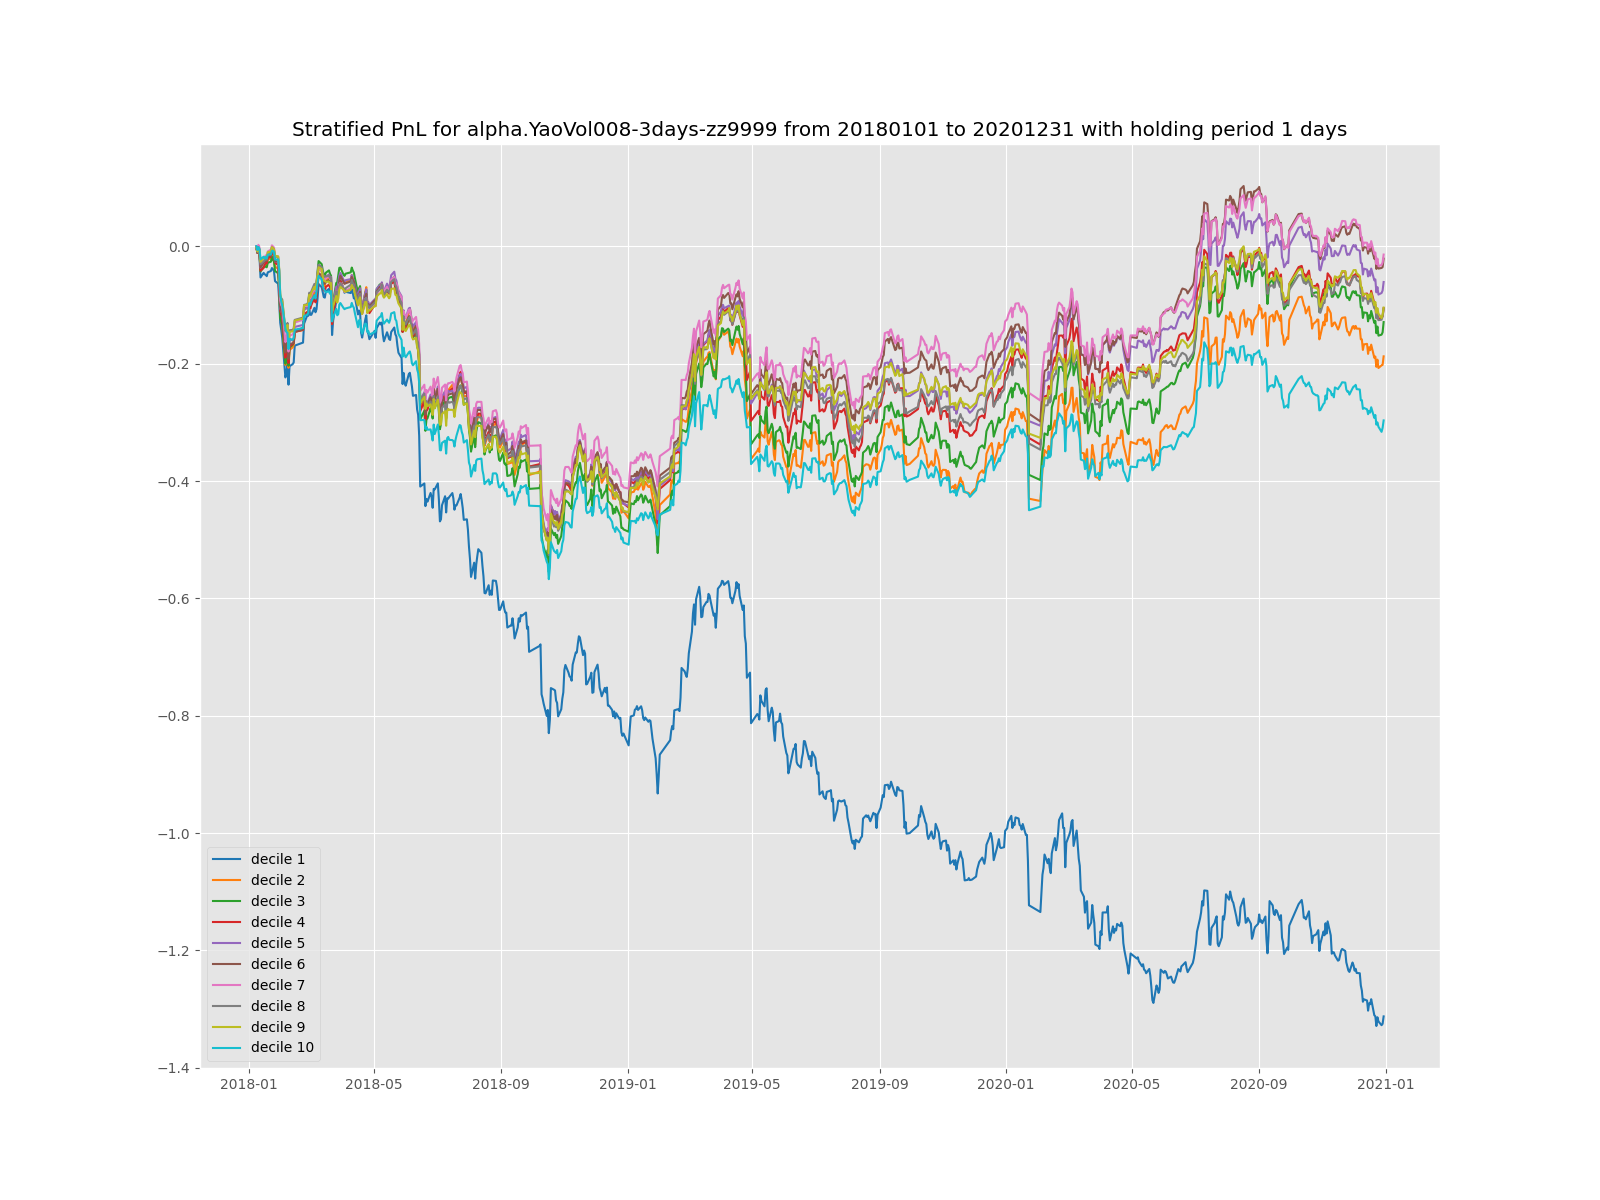 Stratified PnL for alpha.YaoVol008-3days-zz9999 from 20180101 to 20201231 with holding period 1 days
0.0
−0.2
−0.4
−0.6
−0.8
−1.0
−1.2
−1.4
decile 1
decile 2
decile 3
decile 4
decile 5
decile 6
decile 7
decile 8
decile 9
decile 10
2018-01 2018-05 2018-09 2019-01 2019-05 2019-09 2020-01 2020-05 2020-09 2021-01